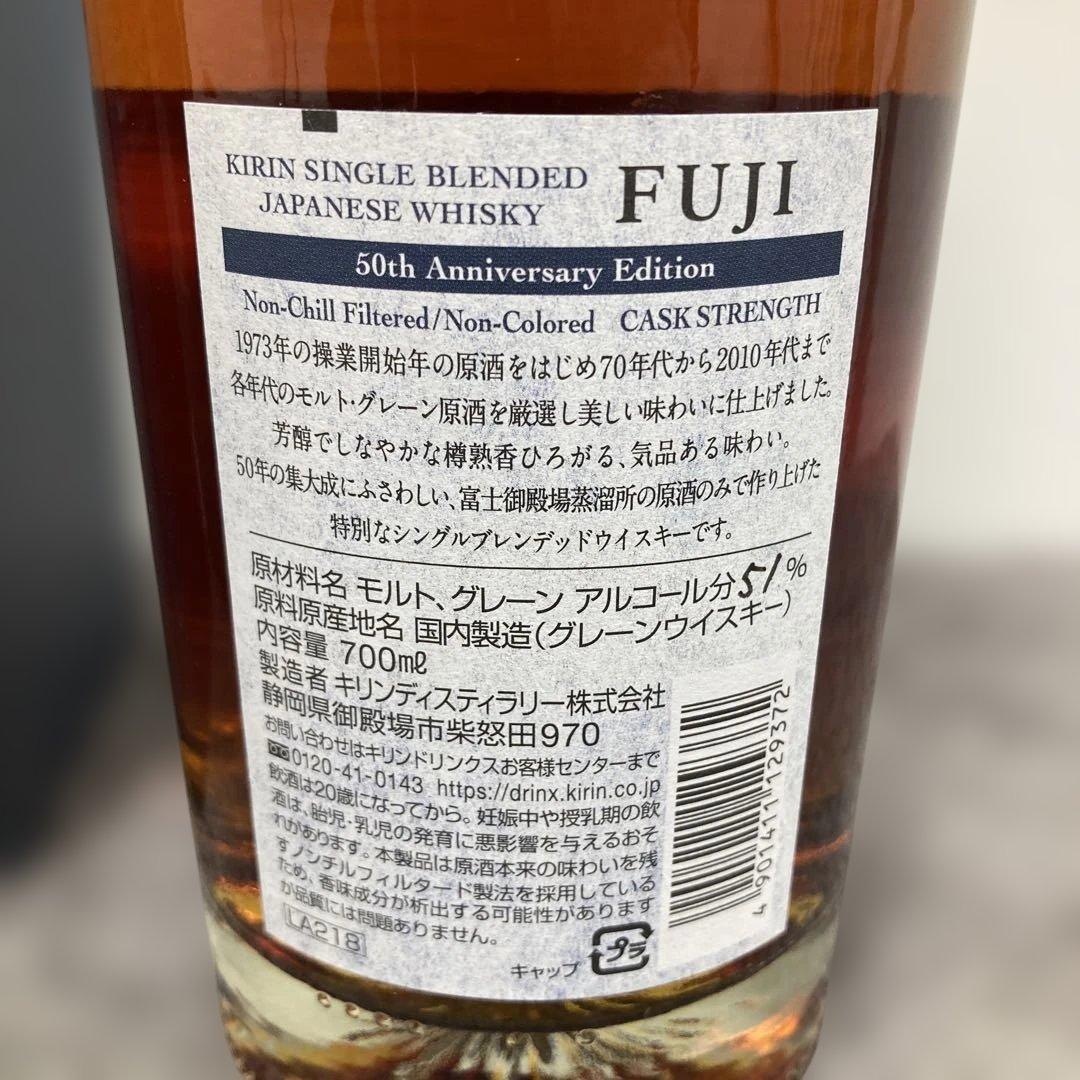 KIRIN SINGLE BLENDED
JAPANESE WHISKY
FUJI
50th Anniversary Edition
Non-Chill Filtered/Non-Colored CASK STRENGTH
1973年の操業開始年の原酒をはじめ70年代から2010年代まで
各年代のモルト・グレーン原酒を厳選し美しい味わいに仕上げました。
芳醇でしなやかな樽熟香ひろがる、気品ある味わい。
50年の集大成にふさわしい、富士御殿場蒸溜所の原酒のみで作り上げた
特別なシングルブレンデッドウイスキーです。
原材料名 モルト、グレーン アルコール分51%
原料原産地名 国内製造(グレーンウイスキー)
内容量 700mℓ
製造者 キリンディスティラリー株式会社
静岡県御殿場市柴怒田970
お問い合わせはキリンドリンクスお客様センターまで
0120-41-0143 https://drinx.kirin.co.jp
飲酒は20歳になってから。妊娠中や授乳期の飲
酒は、胎児・乳児の発育に悪影響を与えるおそ
れがあります。本製品は原酒本来の味わいを残
すノンチルフィルタード製法を採用している
ため、香味成分が析出する可能性があります
が品質には問題ありません。
LA218
キャップ プラ
4 901411 129372